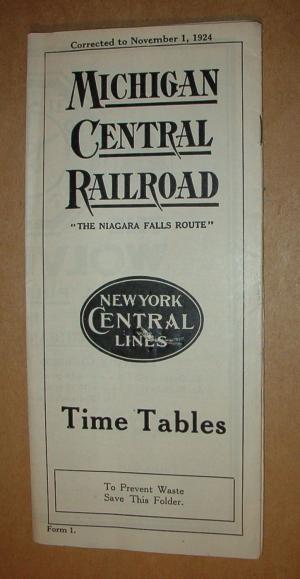 Corrected to November 1, 1924
MICHIGAN
CENTRAL
RAILROAD
"THE NIAGARA FALLS ROUTE"
NEW YORK
CENTRAL
LINES
Time Tables
To Prevent Waste
Save This Folder.
Form 1.